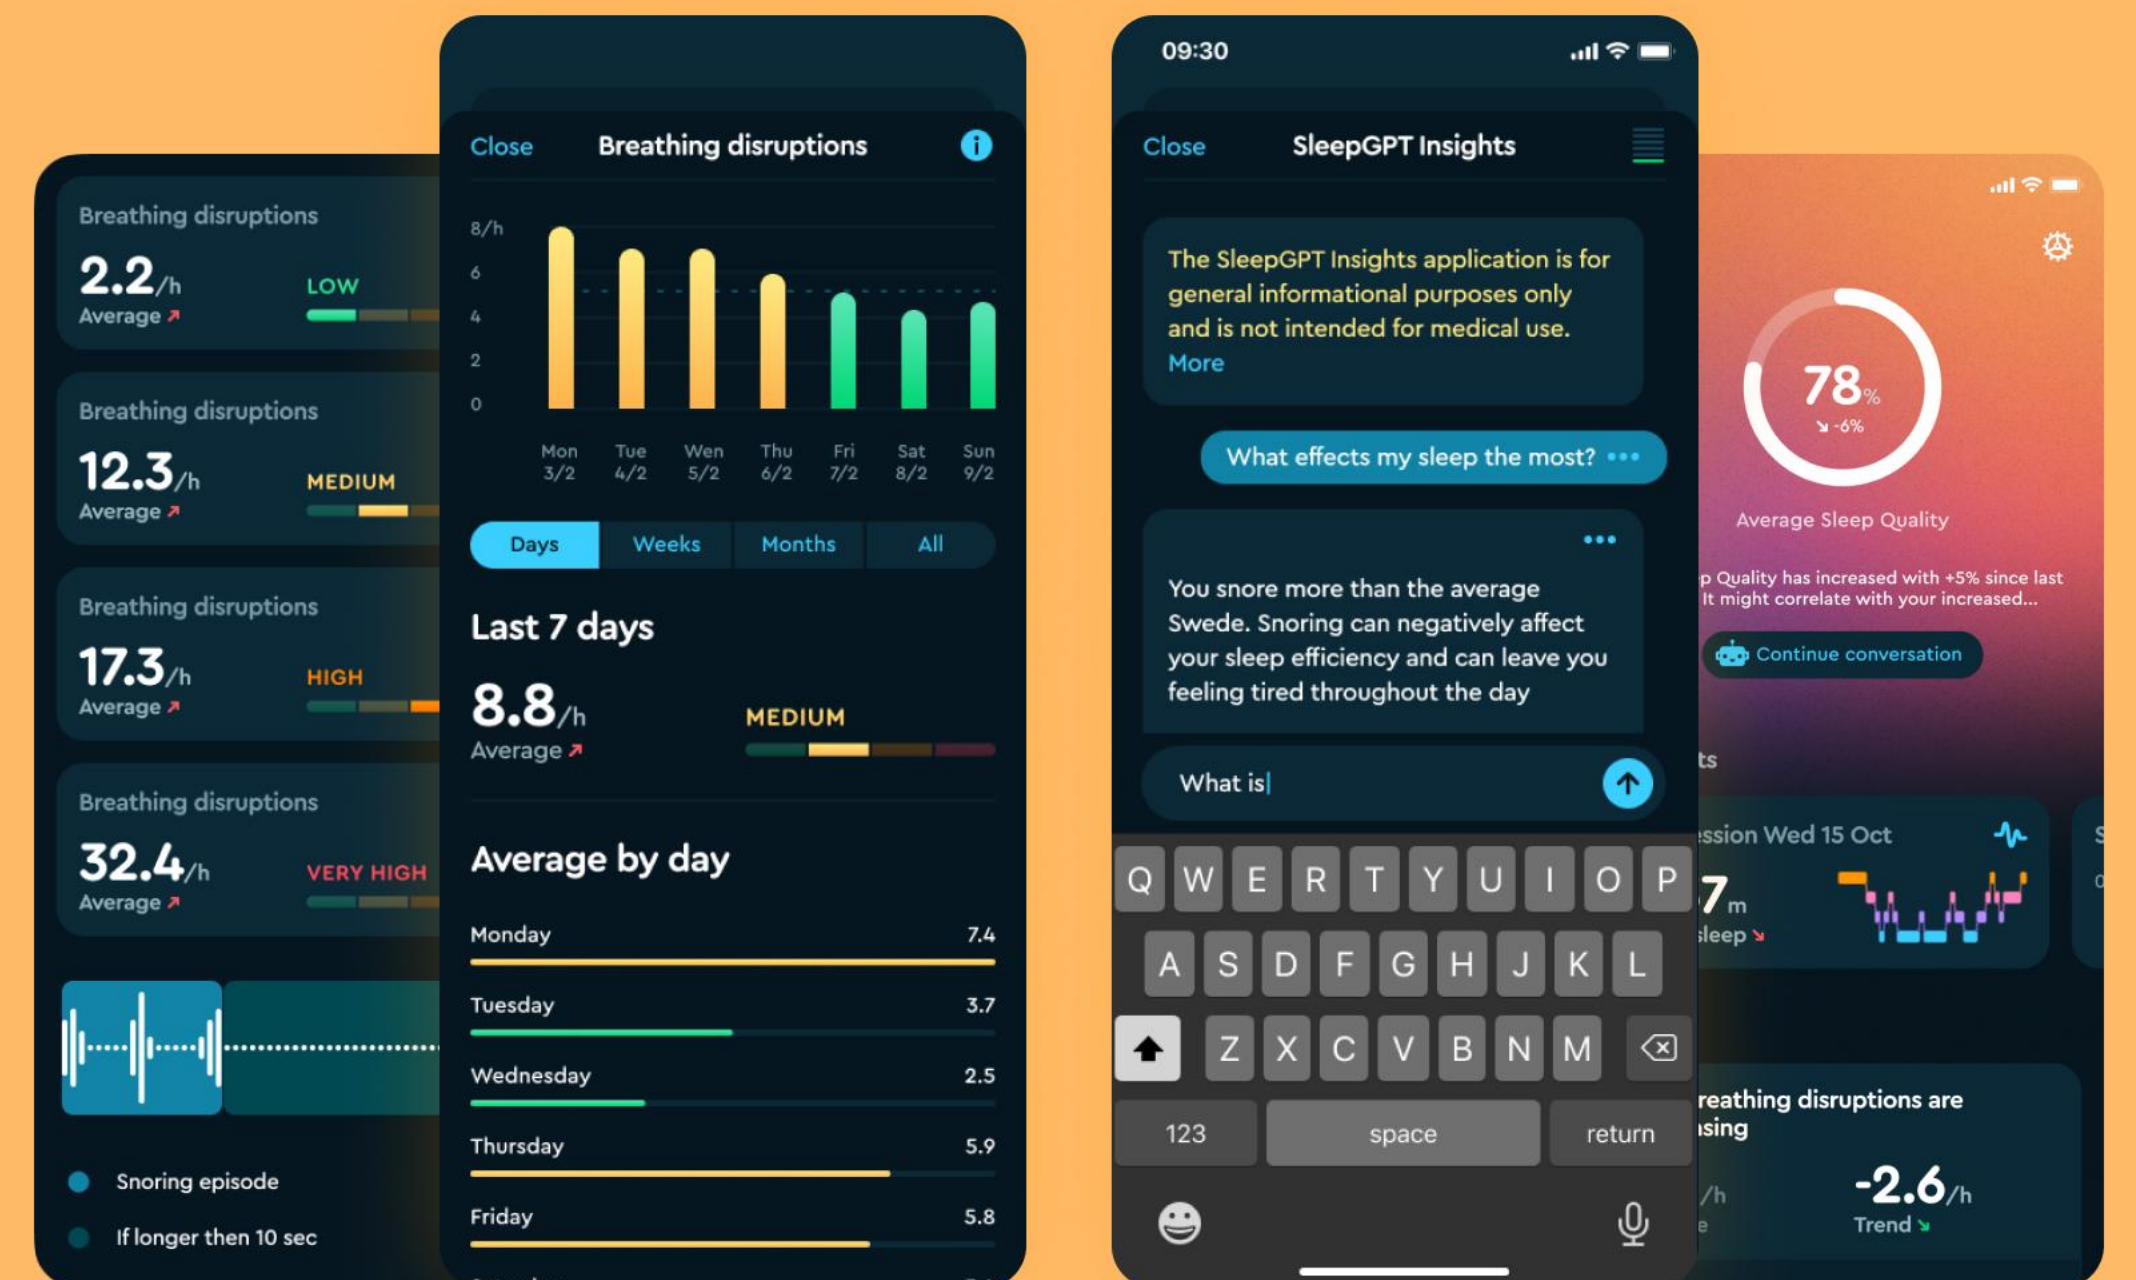 Breathing disruptions
2.2/h
LOW
Average
Breathing disruptions
12.3/h
MEDIUM
Average
Breathing disruptions
17.3/h
HIGH
Average
Breathing disruptions
32.4/h
VERY HIGH
Average
Snoring episode
If longer then 10 sec
Close Breathing disruptions i
8/h
6
4
2
0
Mon Tue Wen Thu Fri Sat Sun
3/2 4/2 5/2 6/2 7/2 8/2 9/2
Days Weeks Months All
Last 7 days
8.8/h
MEDIUM
Average
Average by day
Monday 7.4
Tuesday 3.7
Wednesday 2.5
Thursday 5.9
Friday 5.8
09:30
Close SleepGPT Insights
The SleepGPT Insights application is for
general informational purposes only
and is not intended for medical use.
More
What effects my sleep the most?
You snore more than the average
Swede. Snoring can negatively affect
your sleep efficiency and can leave you
feeling tired throughout the day
What is
Q W E R T Y U I O P
A S D F G H J K L
Z X C V B N M
123 space return
78%
-6%
Average Sleep Quality
p Quality has increased with +5% since last
It might correlate with your increased...
Continue conversation
ts
ssion Wed 15 Oct
7m
sleep
reathing disruptions are
sing
-2.6/h
/h
e
Trend